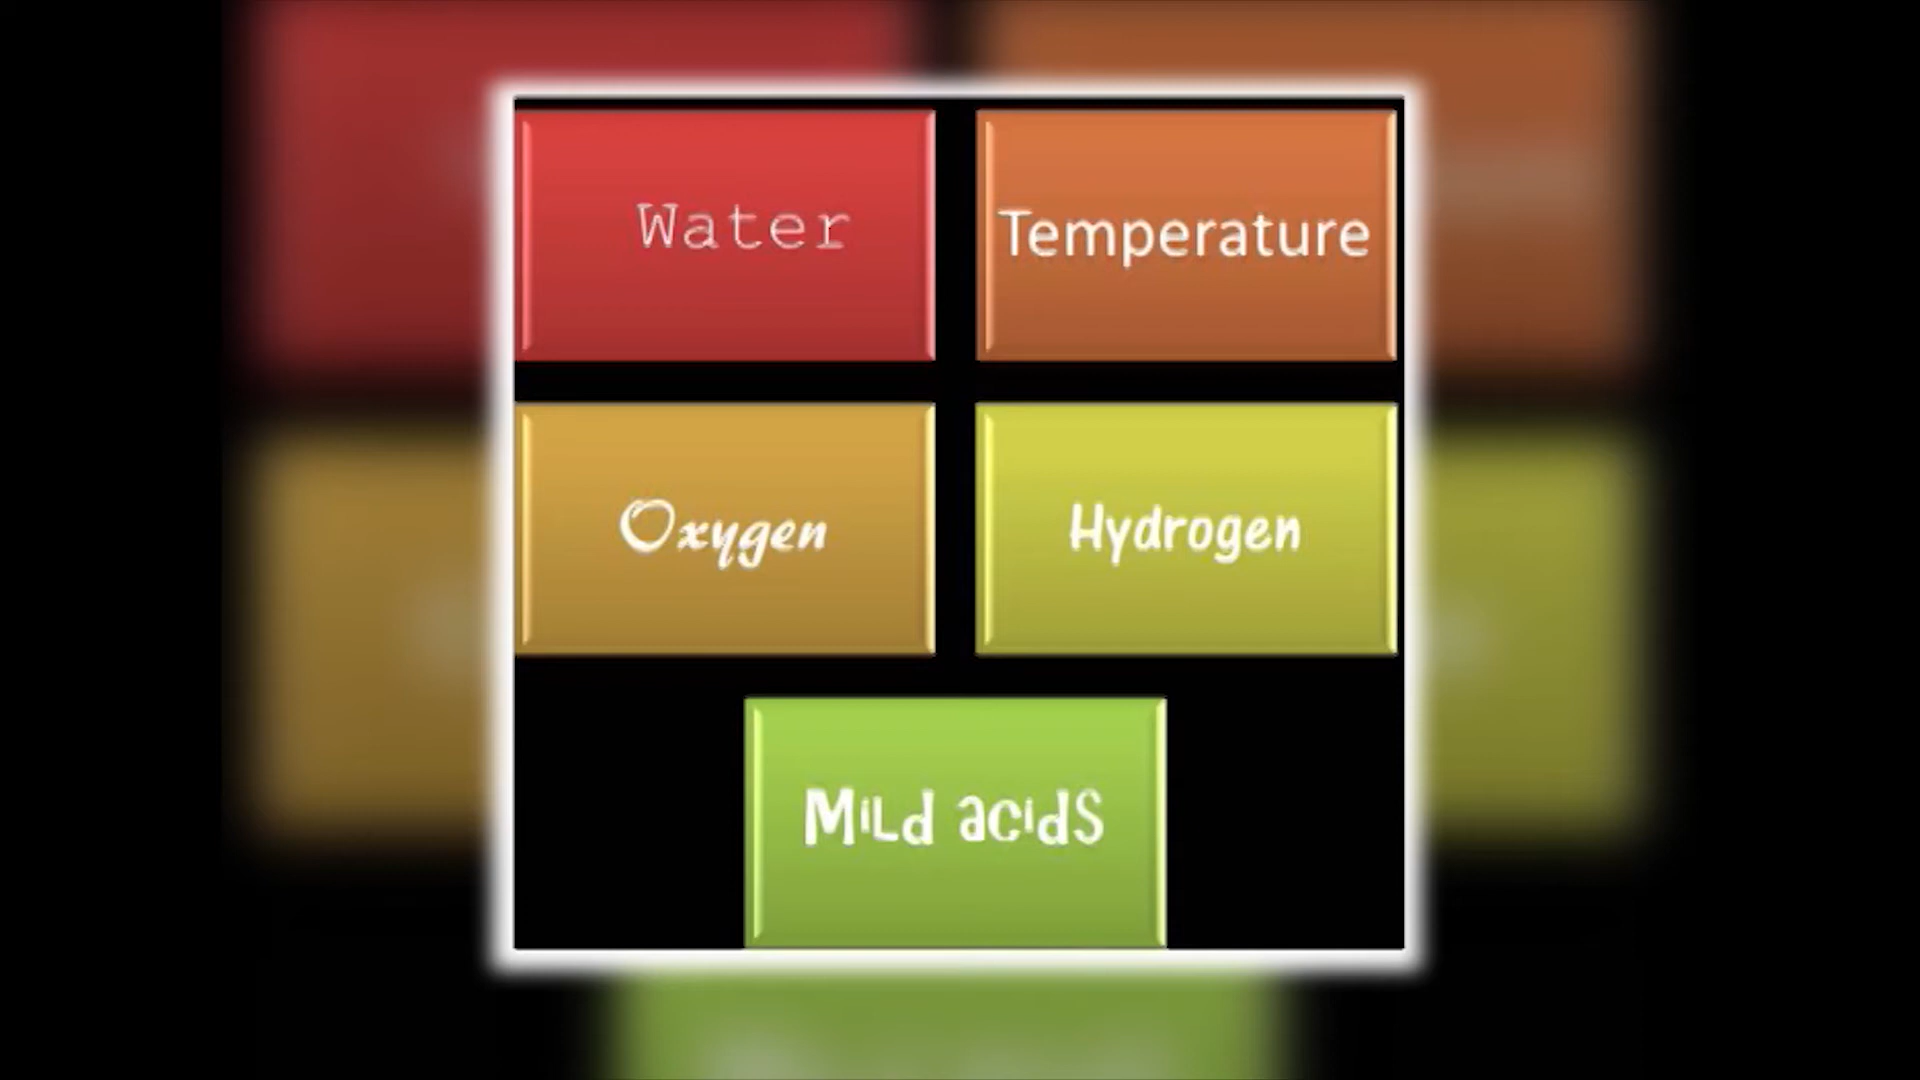 Water
Temperature
Oxygen
Hydrogen
Mild acids